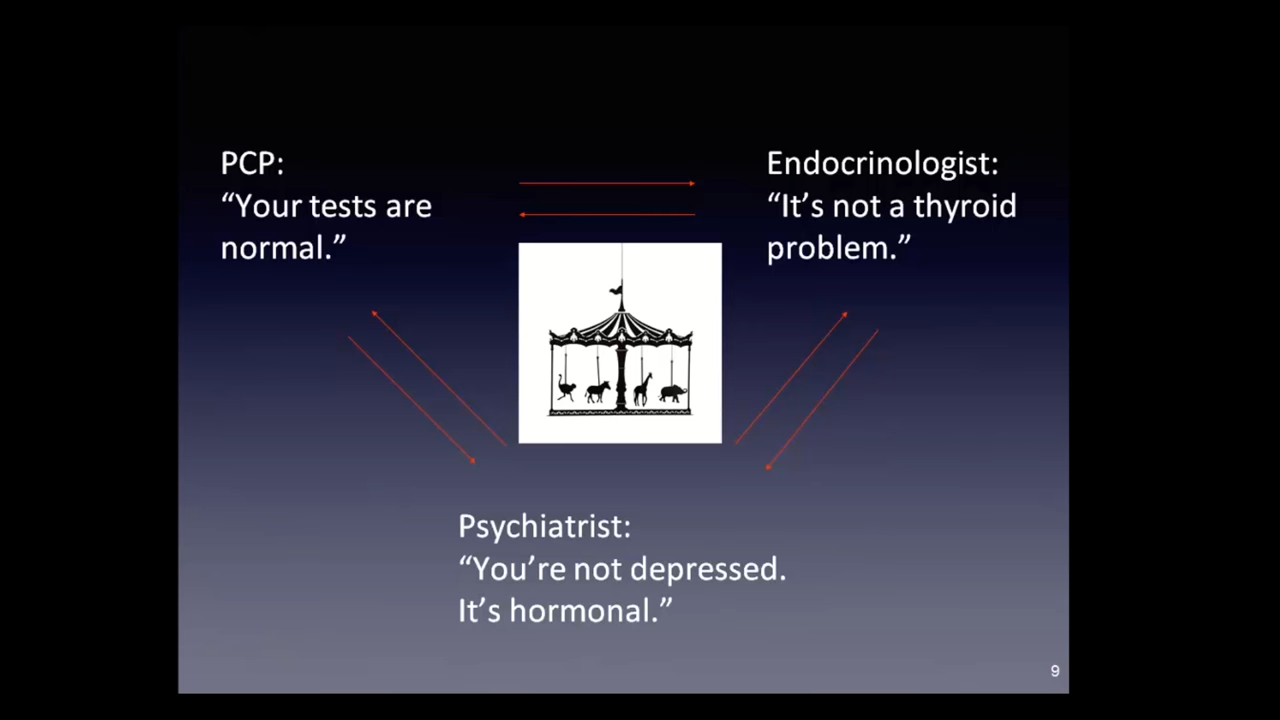 PCP:
“Your tests are
normal.”
Endocrinologist:
“It’s not a thyroid
problem.”
Psychiatrist:
“You’re not depressed.
It’s hormonal.”
9